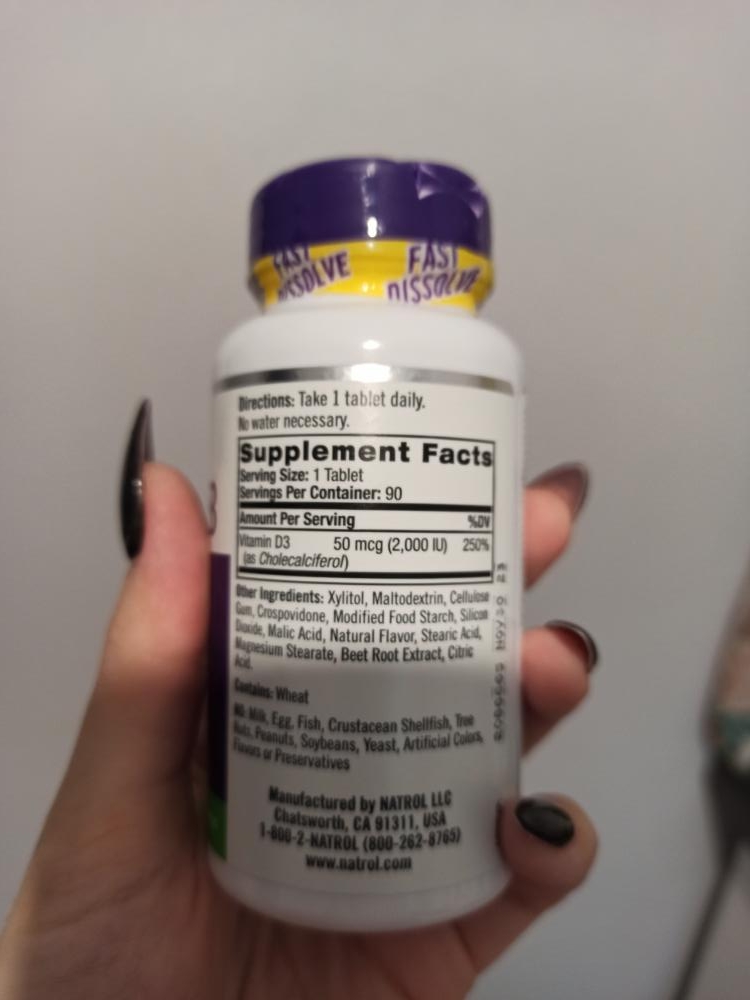 FAST
DISSOLVE
FAST
DISSOLVE
Directions: Take 1 tablet daily.
No water necessary.
Supplement Facts
Serving Size: 1 Tablet
Servings Per Container: 90
Amount Per Serving %DV
Vitamin D3 50 mcg (2,000 IU) 250%
(as Cholecalciferol)
Other Ingredients: Xylitol, Maltodextrin, Cellulose
Gum, Crospovidone, Modified Food Starch, Silicon
Dioxide, Malic Acid, Natural Flavor, Stearic Acid,
Magnesium Stearate, Beet Root Extract, Citric
Acid.
Contains: Wheat
NO: Milk, Egg, Fish, Crustacean Shellfish, Tree
Nuts, Peanuts, Soybeans, Yeast, Artificial Colors,
Flavors or Preservatives
Manufactured by NATROL LLC
Chatsworth, CA 91311, USA
1-800-2-NATROL (800-262-8765)
www.natrol.com
3